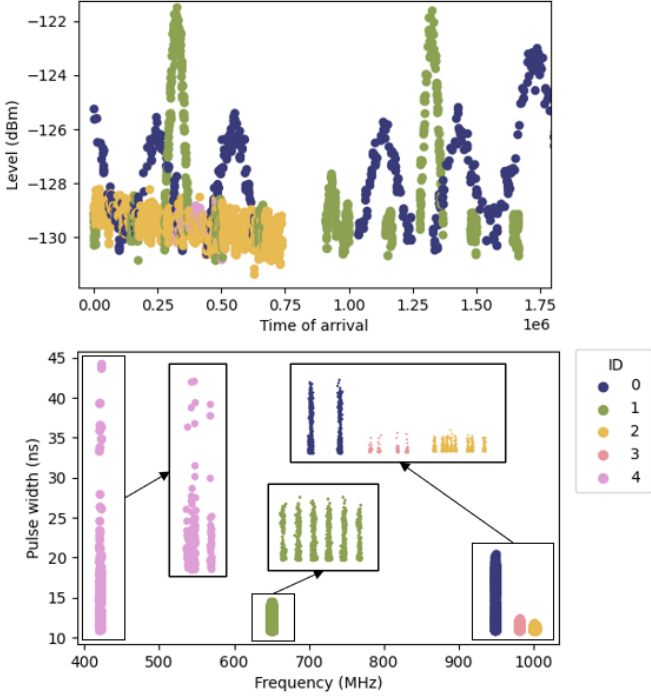 −122
−124
−126
−128
−130
Level (dBm)
0.00 0.25 0.50 0.75 1.00 1.25 1.50 1.75
Time of arrival
1e6
45
40
35
30
25
20
15
10
Pulse width (ns)
400 500 600 700 800 900 1000
Frequency (MHz)
ID
0
1
2
3
4